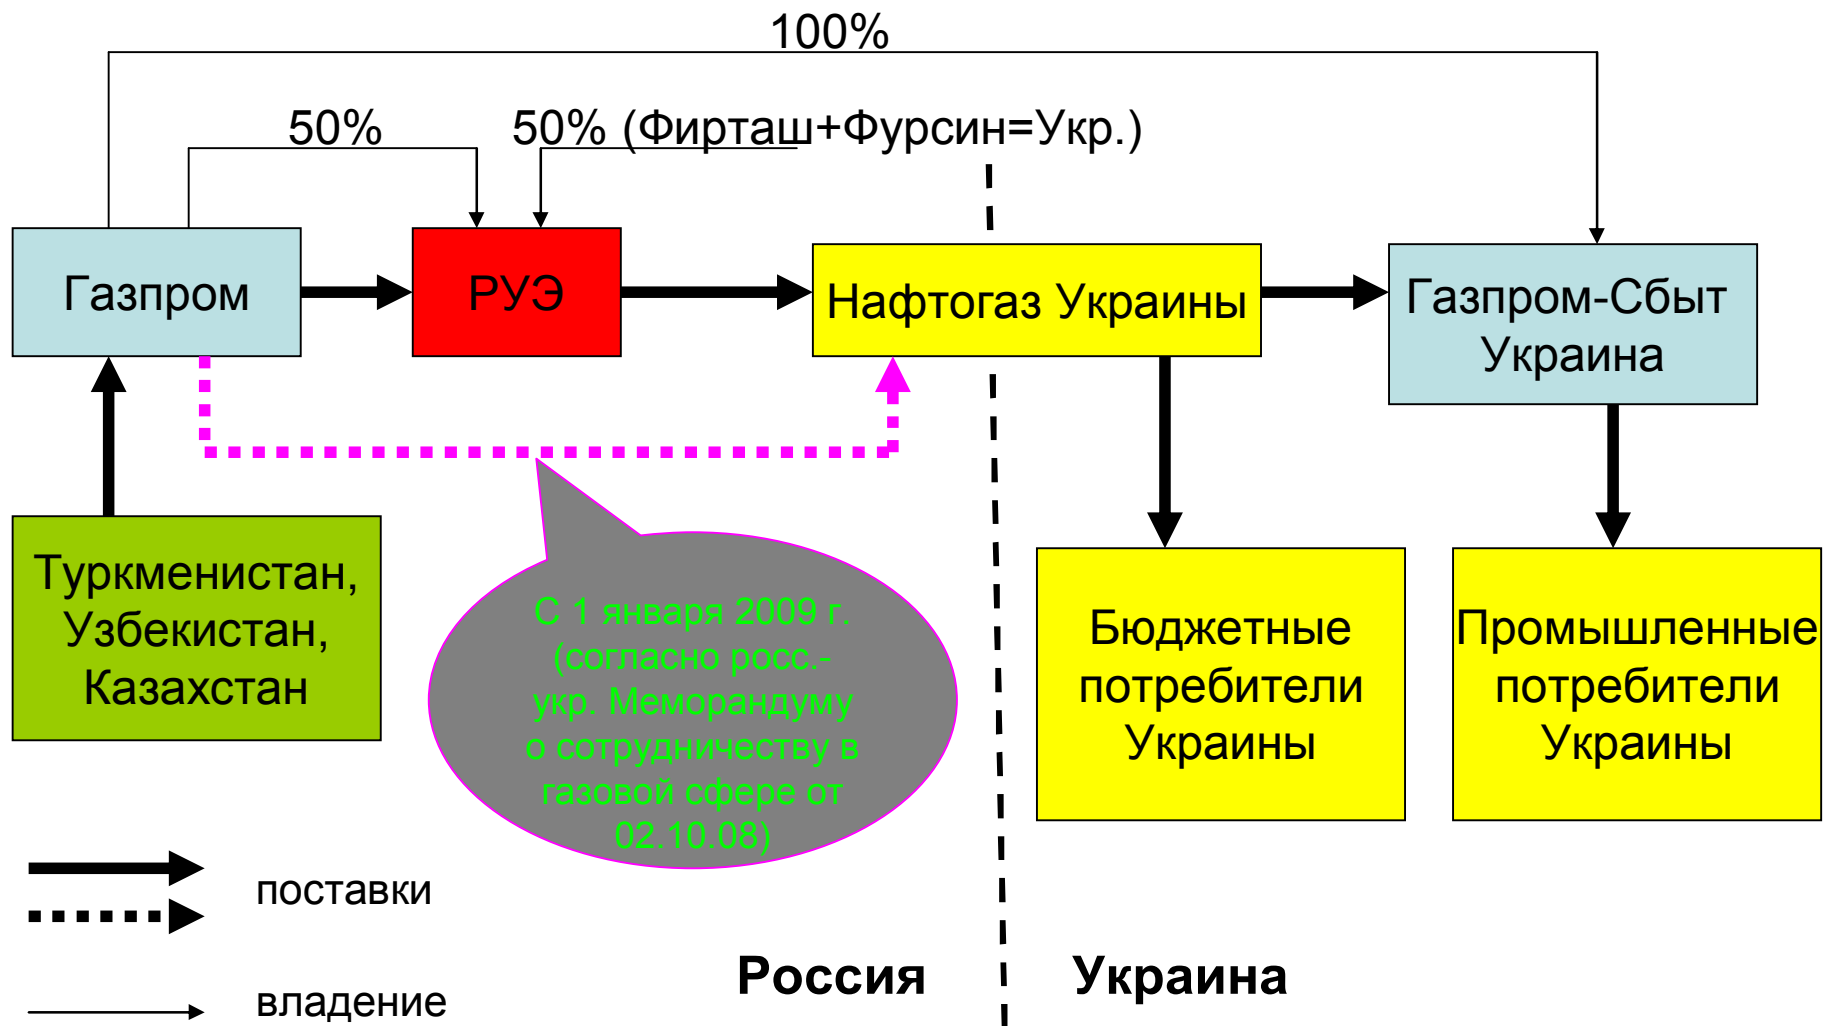 100%
50%
50% (Фирташ+Фурсин=Укр.)
Газпром
РУЭ
Нафтогаз Украины
Газпром-Сбыт
Украина
Туркменистан,
Узбекистан,
Казахстан
С 1 января 2009 г.
(согласно росс.-
укр. Меморандуму
о сотрудничеству в
газовой сфере от
02.10.08)
Бюджетные
потребители
Украины
Промышленные
потребители
Украины
поставки
владение
Россия
Украина